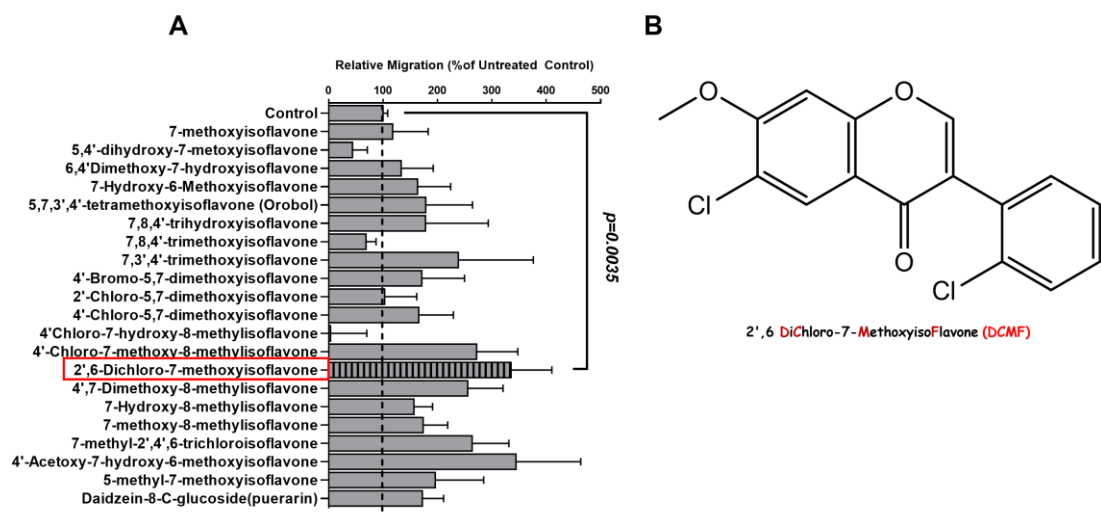 A
Relative Migration (%of Untreated Control)
0 100 200 300 400 500
Control
7-methoxyisoflavone
5,4'-dihydroxy-7-metoxyisoflavone
6,4'Dimethoxy-7-hydroxyisoflavone
7-Hydroxy-6-Methoxyisoflavone
5,7,3',4'-tetramethoxyisoflavone (Orobol)
7,8,4'-trihydroxyisoflavone
7,8,4'-trimethoxyisoflavone
7,3',4'-trimethoxyisoflavone
4'-Bromo-5,7-dimethoxyisoflavone
2'-Chloro-5,7-dimethoxyisoflavone
4'-Chloro-5,7-dimethoxyisoflavone
4'Chloro-7-hydroxy-8-methylisoflavone
4'-Chloro-7-methoxy-8-methylisoflavone
2',6-Dichloro-7-methoxyisoflavone
4',7-Dimethoxy-8-methylisoflavone
7-Hydroxy-8-methylisoflavone
7-methoxy-8-methylisoflavone
7-methyl-2',4',6-trichloroisoflavone
4'-Acetoxy-7-hydroxy-6-methoxyisoflavone
5-methyl-7-methoxyisoflavone
Daidzein-8-C-glucoside(puerarin)
p=0.0035
B
O
O
Cl
O
Cl
2',6 DiChloro-7-MethoxyisoFlavone (DCMF)